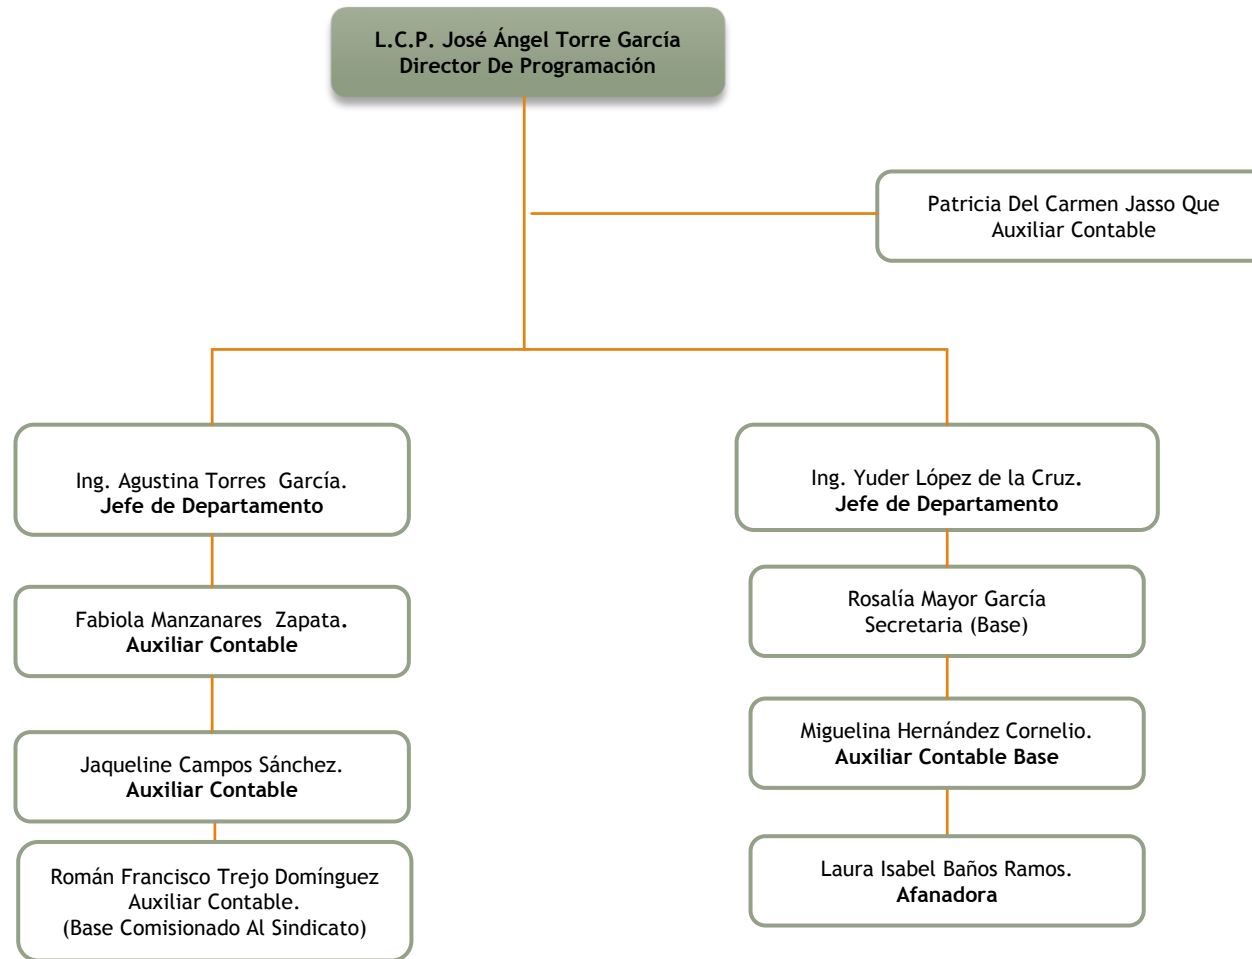 L.C.P. José Ángel Torre García
Director De Programación
Patricia Del Carmen Jasso Que
Auxiliar Contable
Ing. Agustina Torres García.
Jefe de Departamento
Fabiola Manzanares Zapata.
Auxiliar Contable
Jaqueline Campos Sánchez.
Auxiliar Contable
Román Francisco Trejo Domínguez
Auxiliar Contable.
(Base Comisionado Al Sindicato)
Ing. Yuder López de la Cruz.
Jefe de Departamento
Rosalía Mayor García
Secretaria (Base)
Miguelina Hernández Cornelio.
Auxiliar Contable Base
Laura Isabel Baños Ramos.
Afanadora